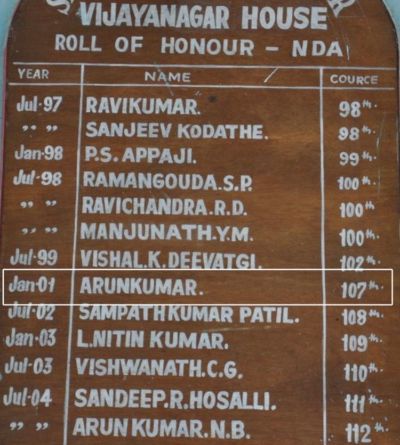 VIJAYANAGAR HOUSE
ROLL OF HONOUR - NDA
YEAR NAME COURCE
Jul-97 RAVIKUMAR. 98th.
" " SANJEEV KODATHE. 98th.
Jan-98 P.S. APPAJI. 99th.
Jul-98 RAMANGOUDA.S.P. 100th.
" " RAVICHANDRA.R.D. 100th.
" " MANJUNATH.Y.M. 100th.
Jul-99 VISHAL.K.DEEVATGI. 102th.
Jan-01 ARUNKUMAR. 107th.
Jul-02 SAMPATHKUMAR PATIL. 108th.
Jan-03 L.NITIN KUMAR. 109th.
Jul-03 VISHWANATH.C.G. 110th.
Jul-04 SANDEEP.R.HOSALLI. 111th.
" " ARUN KUMAR.N.B. 112th.